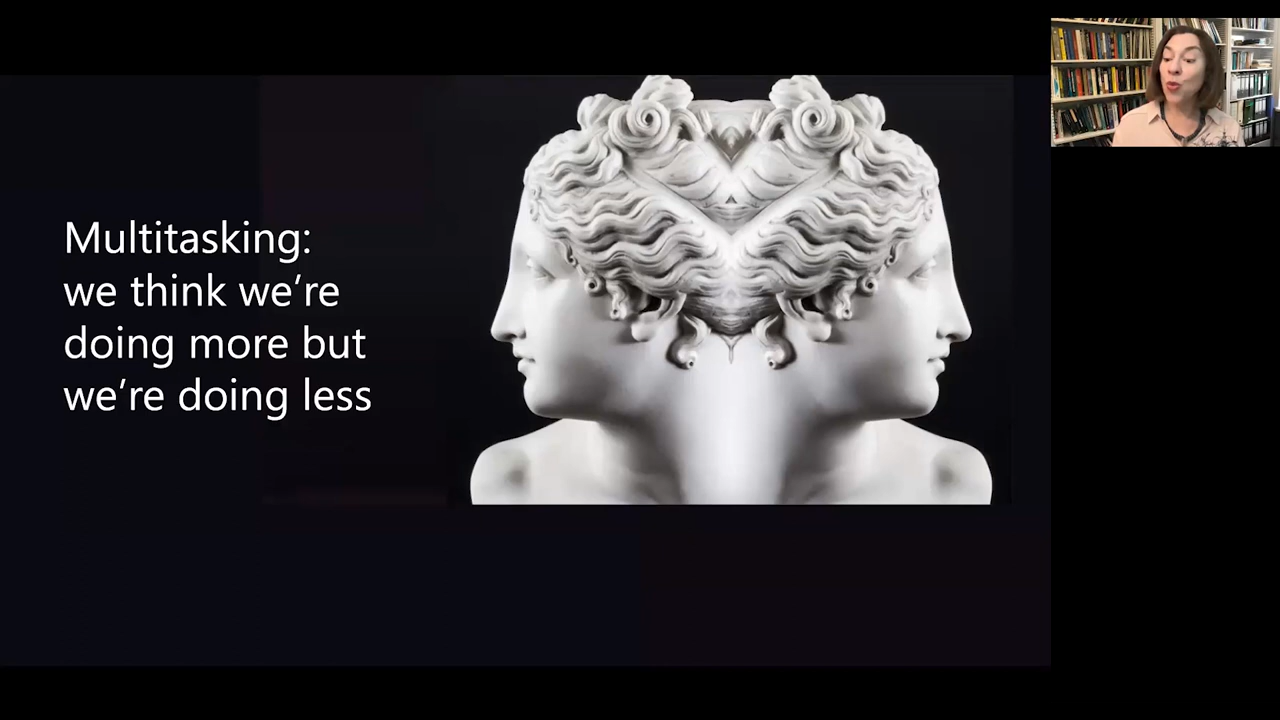 Multitasking:
we think we’re
doing more but
we’re doing less